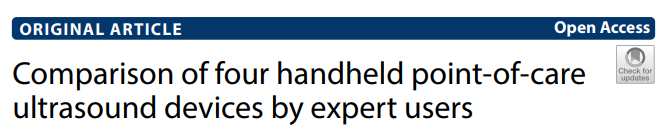 ORIGINAL ARTICLE
Open Access
Comparison of four handheld point-of-care
ultrasound devices by expert users
Check for
updates